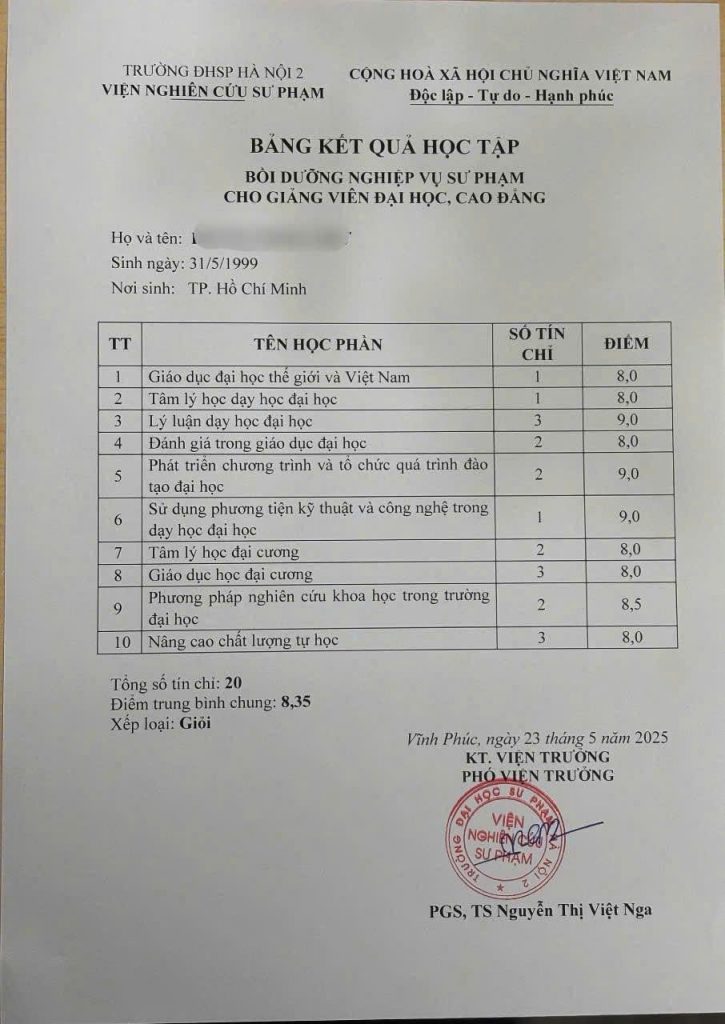 TRƯỜNG ĐHSP HÀ NỘI 2
VIỆN NGHIÊN CỨU SƯ PHẠM
CỘNG HOÀ XÃ HỘI CHỦ NGHĨA VIỆT NAM
Độc lập - Tự do - Hạnh phúc
BẢNG KẾT QUẢ HỌC TẬP
BỒI DƯỠNG NGHIỆP VỤ SƯ PHẠM
CHO GIẢNG VIÊN ĐẠI HỌC, CAO ĐẲNG
Họ và tên:
Sinh ngày: 31/5/1999
Nơi sinh: TP. Hồ Chí Minh
TT TÊN HỌC PHẦN SỐ TÍN CHỈ ĐIỂM
1 Giáo dục đại học thế giới và Việt Nam 1 8,0
2 Tâm lý học dạy học đại học 1 8,0
3 Lý luận dạy học đại học 3 9,0
4 Đánh giá trong giáo dục đại học 2 8,0
5 Phát triển chương trình và tổ chức quá trình đào
tạo đại học 2 9,0
6 Sử dụng phương tiện kỹ thuật và công nghệ trong
dạy học đại học 1 9,0
7 Tâm lý học đại cương 2 8,0
8 Giáo dục học đại cương 3 8,0
9 Phương pháp nghiên cứu khoa học trong trường
đại học 2 8,5
10 Nâng cao chất lượng tự học 3 8,0
Tổng số tín chỉ: 20
Điểm trung bình chung: 8,35
Xếp loại: Giỏi
Vĩnh Phúc, ngày 23 tháng 5 năm 2025
KT. VIỆN TRƯỞNG
PHÓ VIỆN TRƯỞNG
TRƯỜNG ĐẠI HỌC SƯ PHẠM HÀ NỘI 2
VIỆN
NGHIÊN CỨU
SƯ PHẠM
PGS, TS Nguyễn Thị Việt Nga